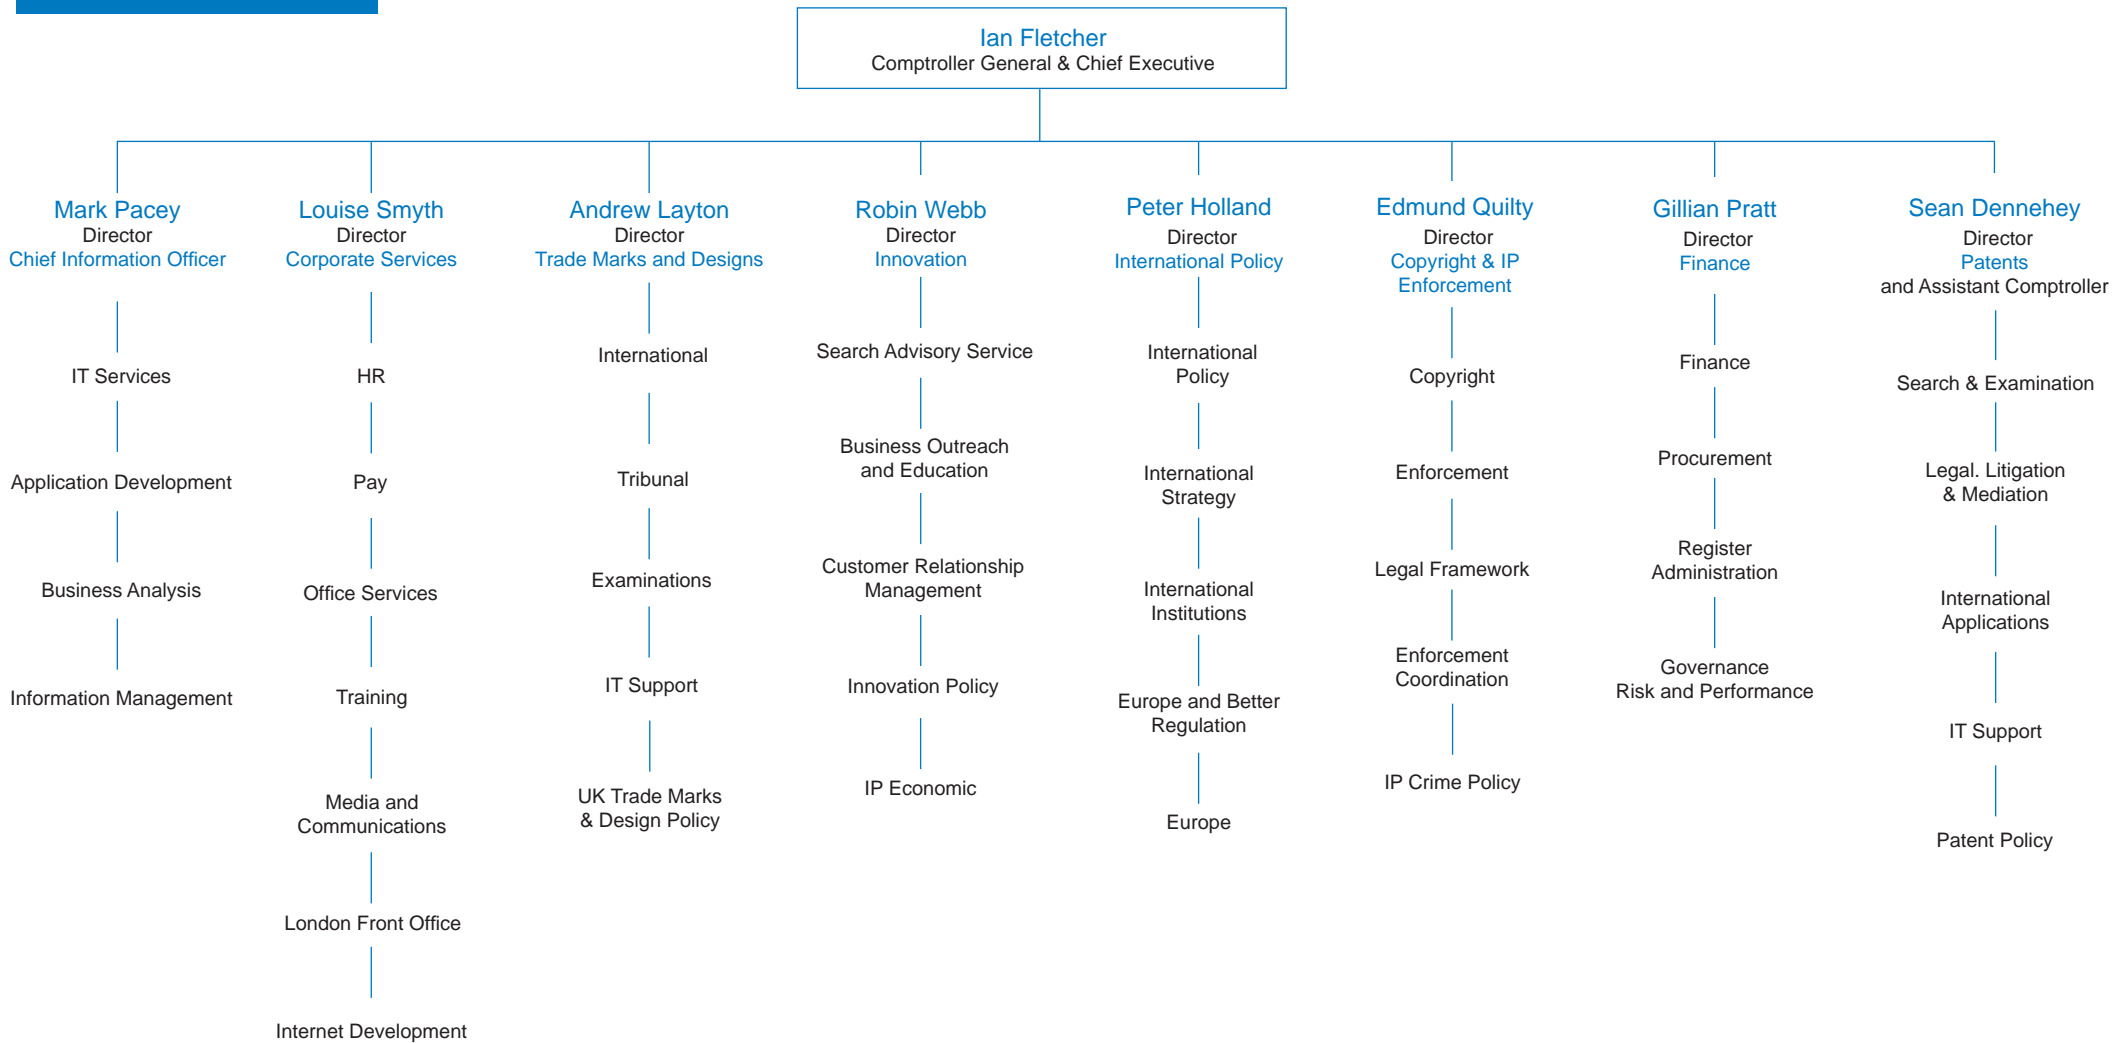 Ian Fletcher
Comptroller General & Chief Executive
Mark Pacey
Director
Chief Information Officer
IT Services
Application Development
Business Analysis
Information Management
Louise Smyth
Director
Corporate Services
HR
Pay
Office Services
Training
Media and
Communications
London Front Office
Internet Development
Andrew Layton
Director
Trade Marks and Designs
International
Tribunal
Examinations
IT Support
UK Trade Marks
& Design Policy
Robin Webb
Director
Innovation
Search Advisory Service
Business Outreach
and Education
Customer Relationship
Management
Innovation Policy
IP Economic
Peter Holland
Director
International Policy
International
Policy
International
Strategy
International
Institutions
Europe and Better
Regulation
Europe
Edmund Quilty
Director
Copyright & IP
Enforcement
Copyright
Enforcement
Legal Framework
Enforcement
Coordination
IP Crime Policy
Gillian Pratt
Director
Finance
Finance
Procurement
Register
Administration
Governance
Risk and Performance
Sean Dennehey
Director
Patents
and Assistant Comptroller
Search & Examination
Legal. Litigation
& Mediation
International
Applications
IT Support
Patent Policy